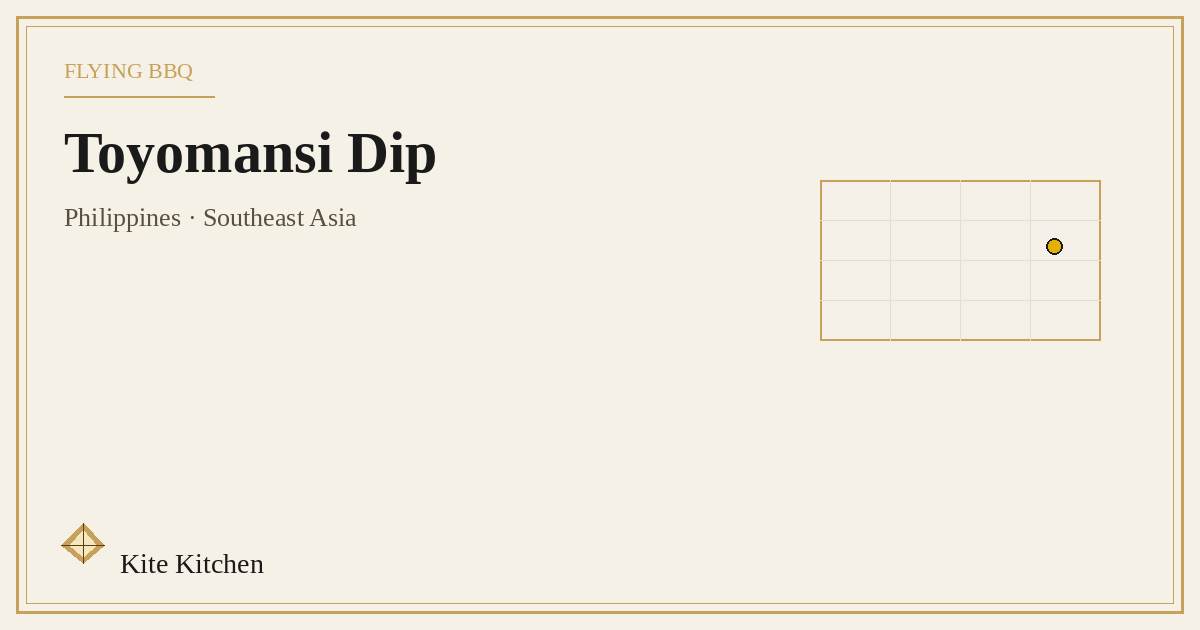 FLYING BBQ
Toyomansi Dip
Philippines · Southeast Asia
Kite Kitchen